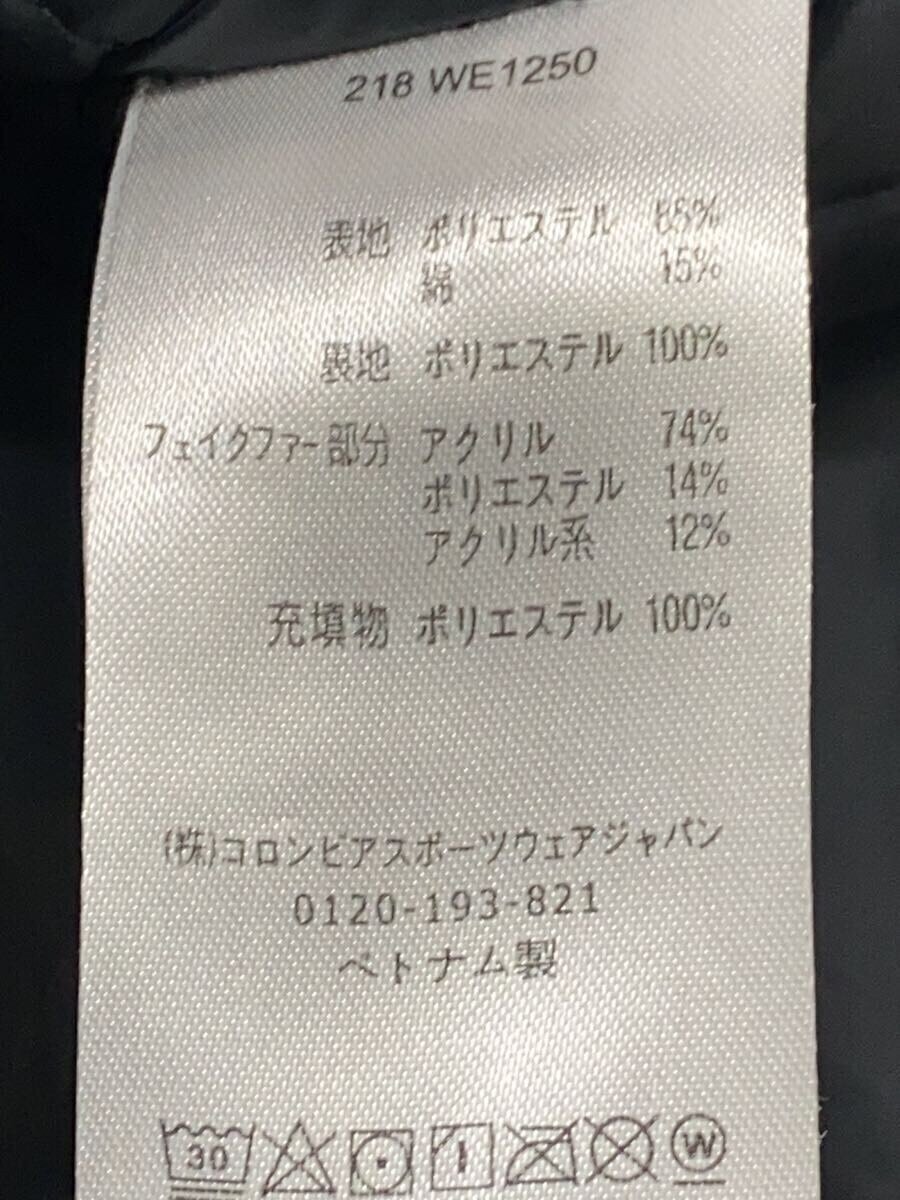 218 WE1250
表地 ポリエステル 85%
綿 15%
裏地 ポリエステル 100%
フェイクファー部分 アクリル 74%
ポリエステル 14%
アクリル系 12%
充填物 ポリエステル 100%
(株)コロンビアスポーツウェアジャパン
0120-193-821
ベトナム製
30
W